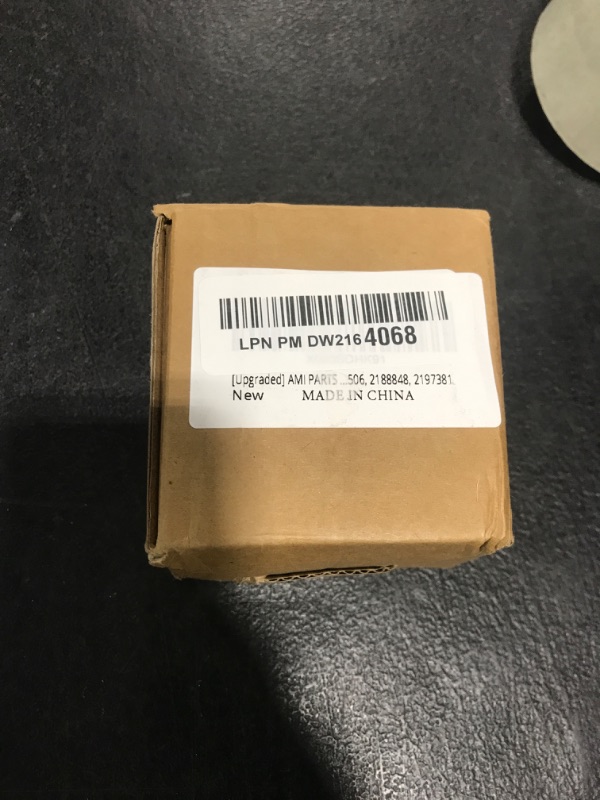 LPN PM DW2164068
[Upgraded] AMI PARTS ...506, 2188848, 2197381
New MADE IN CHINA